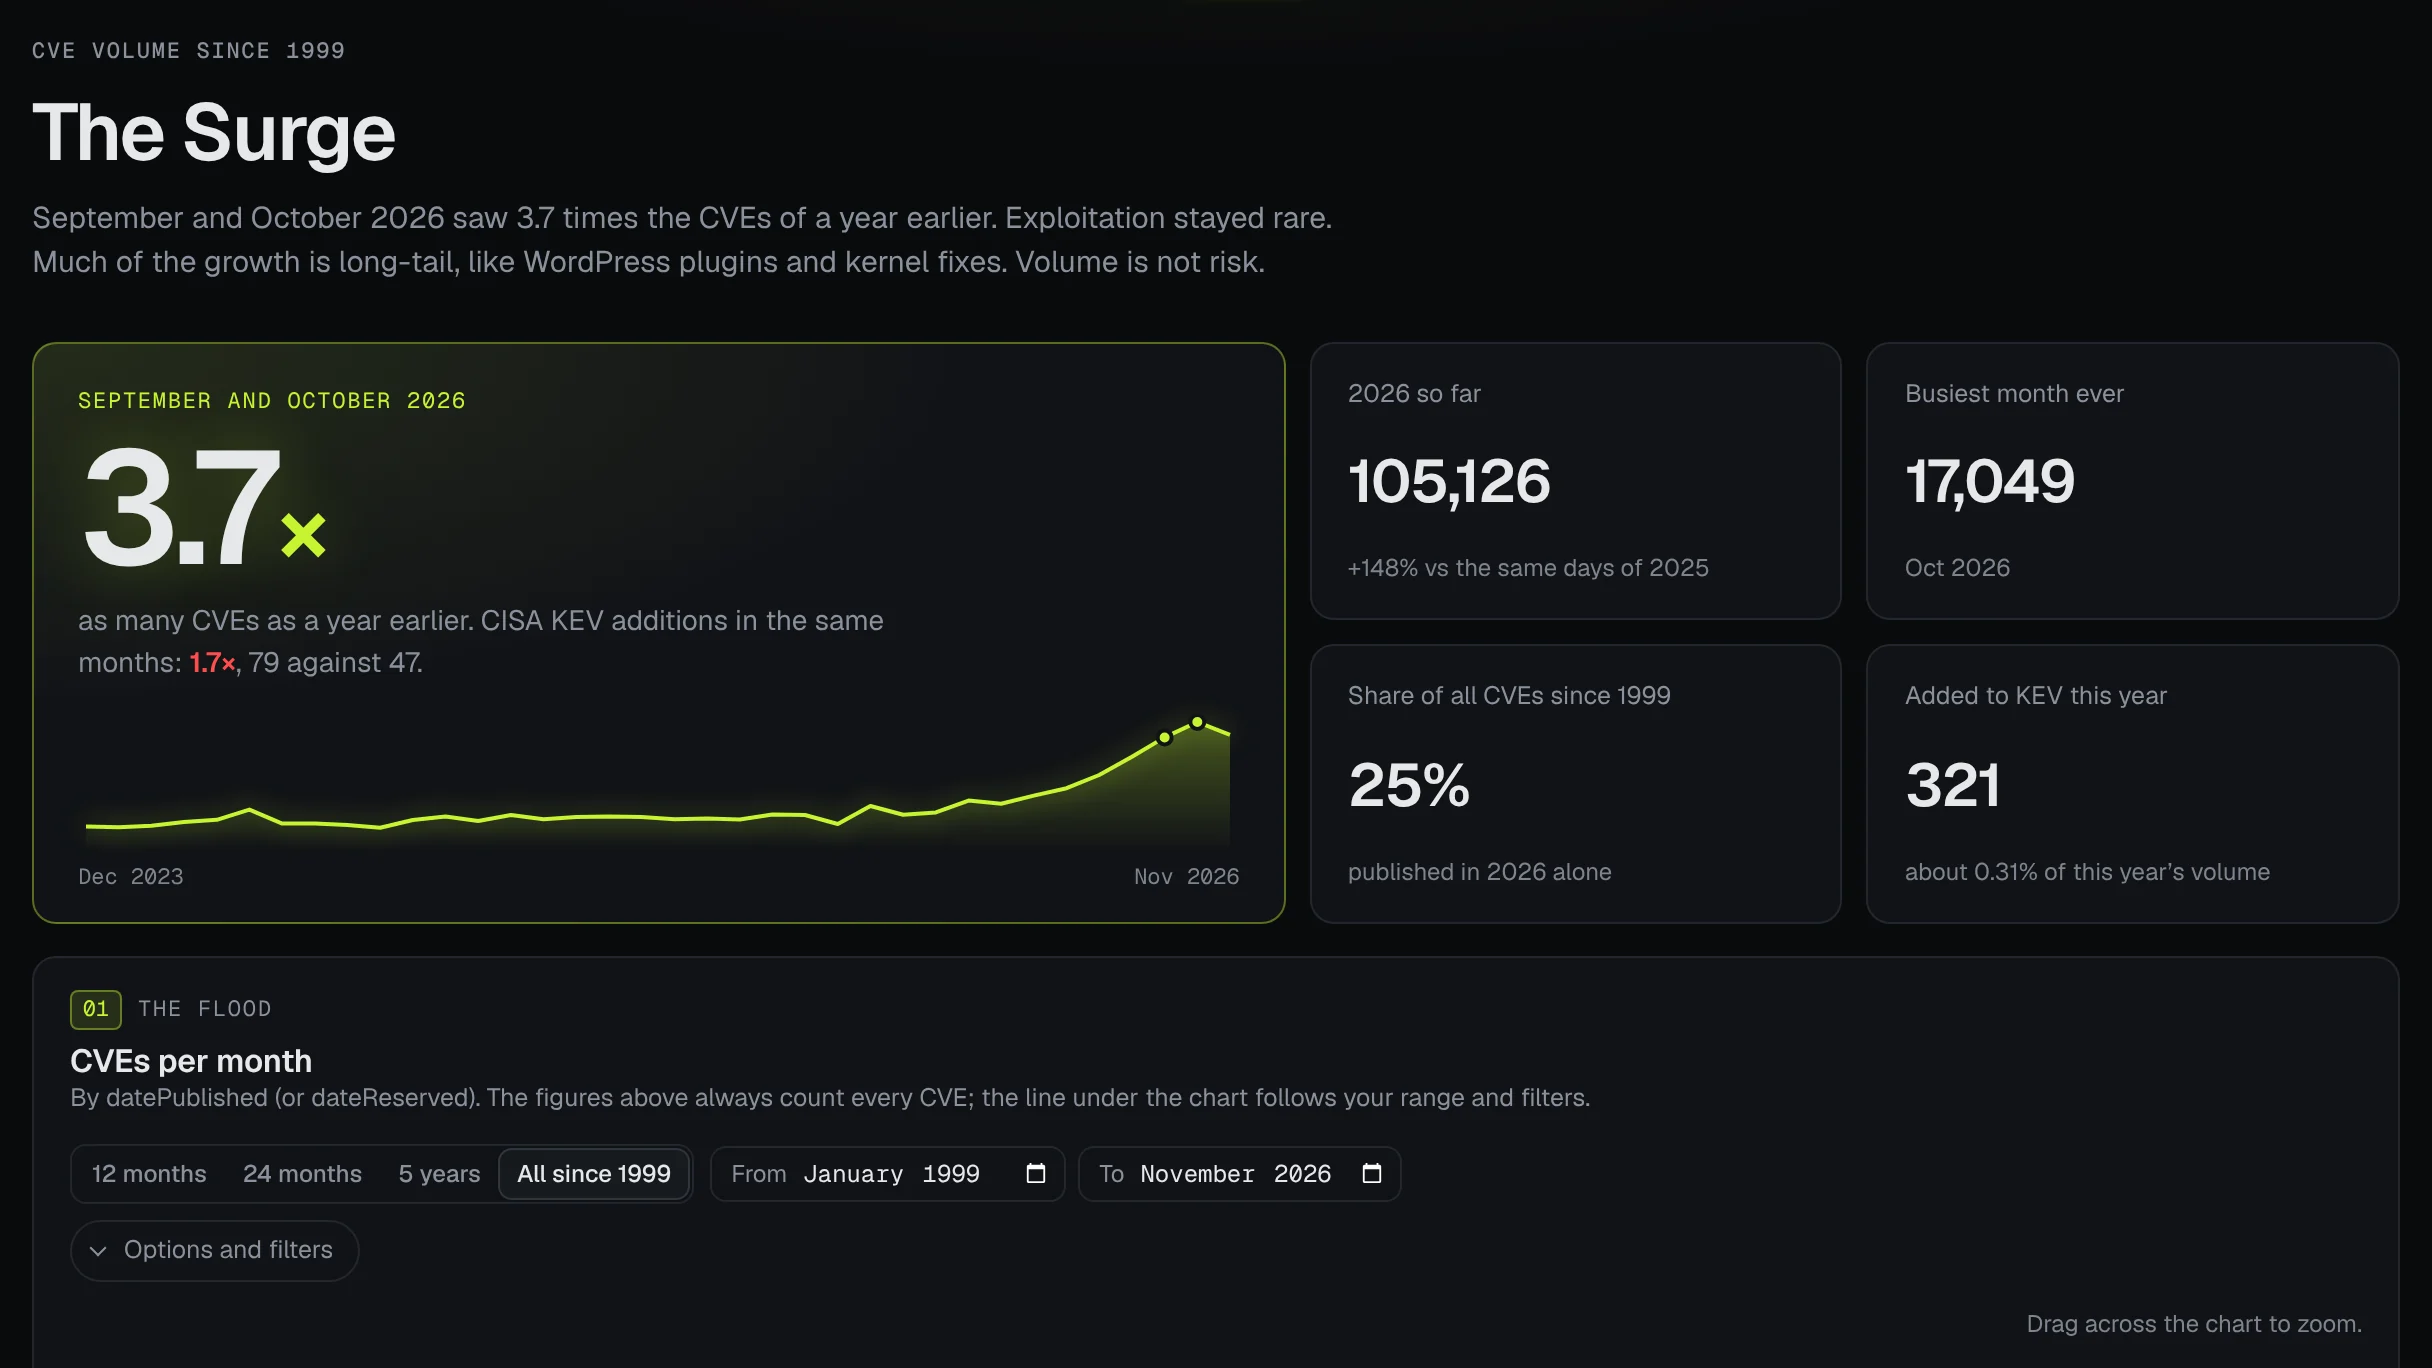 CVE VOLUME SINCE 1999
The Surge
September and October 2026 saw 3.7 times the CVEs of a year earlier. Exploitation stayed rare.
Much of the growth is long-tail, like WordPress plugins and kernel fixes. Volume is not risk.
SEPTEMBER AND OCTOBER 2026
3.7×
as many CVEs as a year earlier. CISA KEV additions in the same
months: 1.7×, 79 against 47.
Dec 2023
Nov 2026
2026 so far
105,126
+148% vs the same days of 2025
Busiest month ever
17,049
Oct 2026
Share of all CVEs since 1999
25%
published in 2026 alone
Added to KEV this year
321
about 0.31% of this year’s volume
01 THE FLOOD
CVEs per month
By datePublished (or dateReserved). The figures above always count every CVE; the line under the chart follows your range and filters.
12 months 24 months 5 years All since 1999 From January 1999 To November 2026
Options and filters
Drag across the chart to zoom.